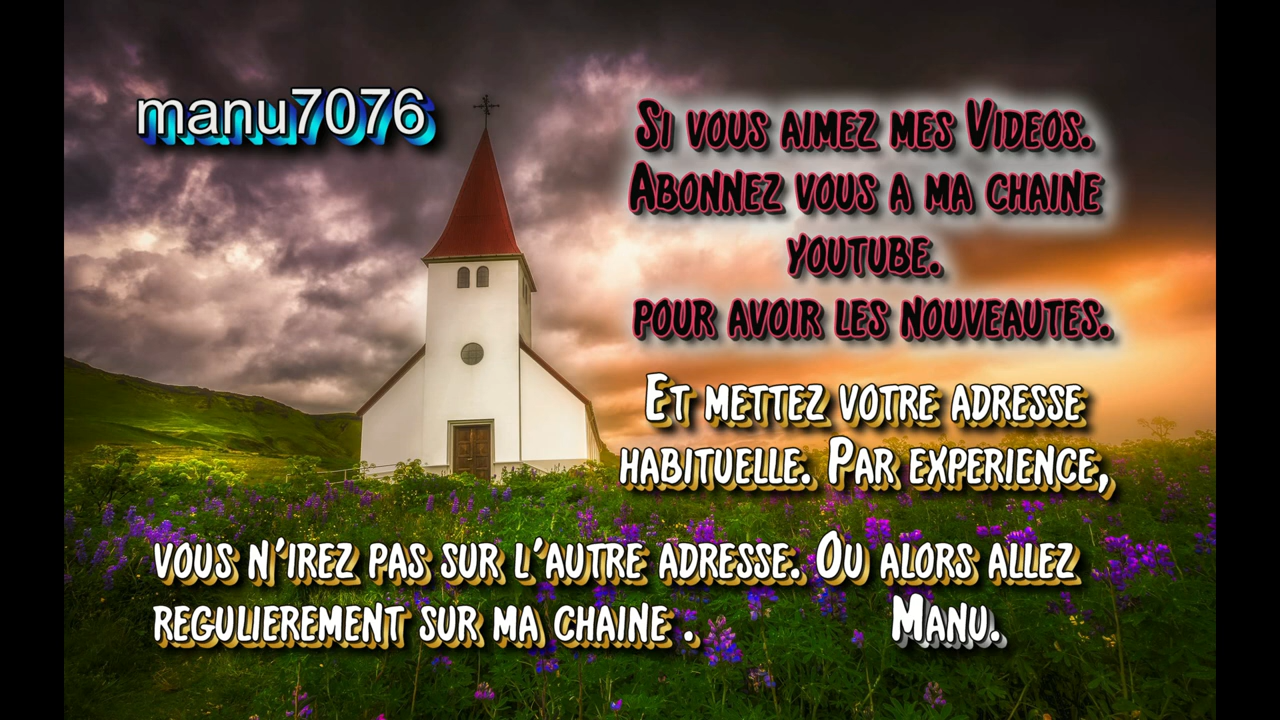 manu7076
Si vous aimez mes Videos.
Abonnez vous a ma chaine
youtube.
pour avoir les nouveautes.
Et mettez votre adresse
habituelle. Par experience,
vous n'irez pas sur l'autre adresse. Ou alors allez
regulierement sur ma chaine .
Manu.